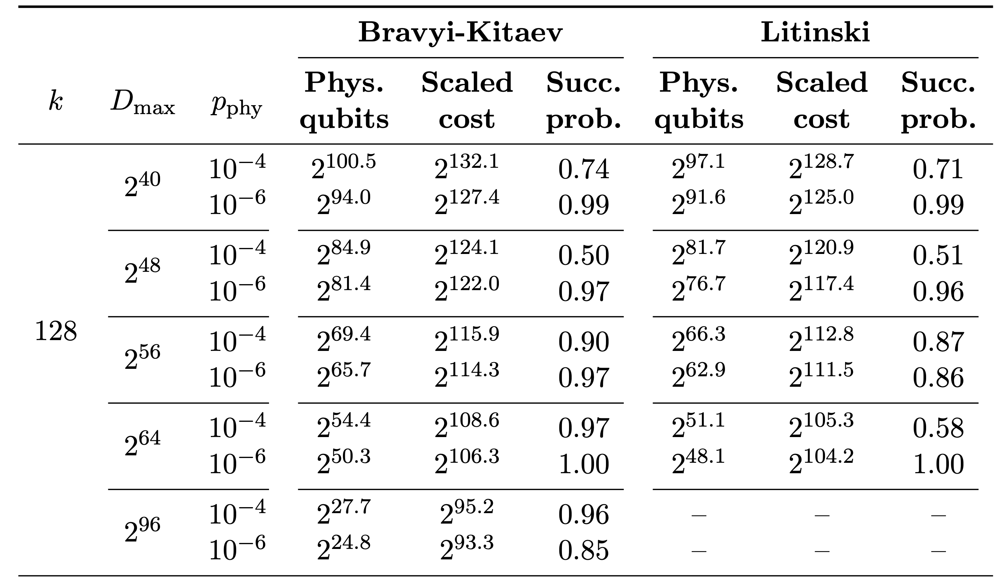 Bravyi-Kitaev Litinski
k D_max p_phy Phys. qubits Scaled cost Succ. prob. Phys. qubits Scaled cost Succ. prob.
128 2^40 10^−4 2^100.5 2^132.1 0.74 2^97.1 2^128.7 0.71
10^−6 2^94.0 2^127.4 0.99 2^91.6 2^125.0 0.99
2^48 10^−4 2^84.9 2^124.1 0.50 2^81.7 2^120.9 0.51
10^−6 2^81.4 2^122.0 0.97 2^76.7 2^117.4 0.96
2^56 10^−4 2^69.4 2^115.9 0.90 2^66.3 2^112.8 0.87
10^−6 2^65.7 2^114.3 0.97 2^62.9 2^111.5 0.86
2^64 10^−4 2^54.4 2^108.6 0.97 2^51.1 2^105.3 0.58
10^−6 2^50.3 2^106.3 1.00 2^48.1 2^104.2 1.00
2^96 10^−4 2^27.7 2^95.2 0.96 – – –
10^−6 2^24.8 2^93.3 0.85 – – –